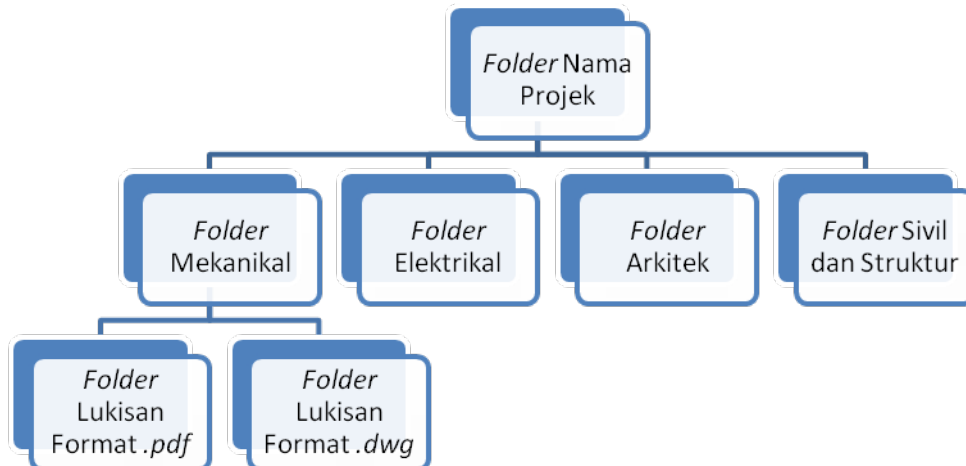 Folder Nama
Projek
Folder
Mekanikal
Folder
Elektrikal
Folder
Arkitek
Folder Sivil
dan Struktur
Folder
Lukisan
Format .pdf
Folder
Lukisan
Format .dwg